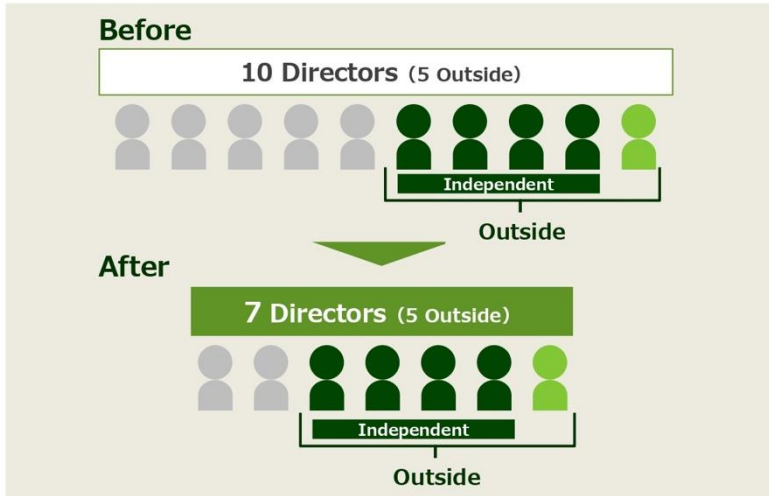 Before
10 Directors (5 Outside)
Independent
Outside
After
7 Directors (5 Outside)
Independent
Outside